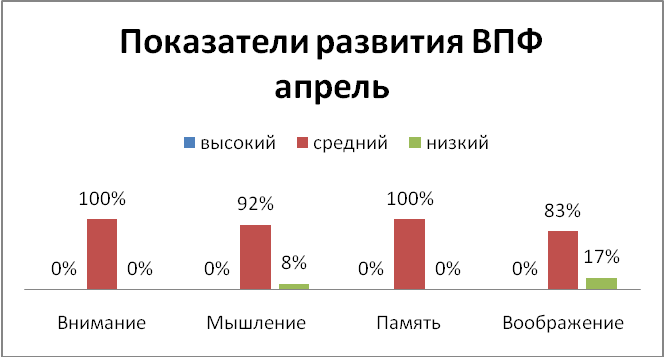 Показатели развития ВПФ
апрель
высокий средний низкий
100% 92% 100% 83%
0% 0% 0% 8% 0% 0% 0% 17%
Внимание Мышление Память Воображение